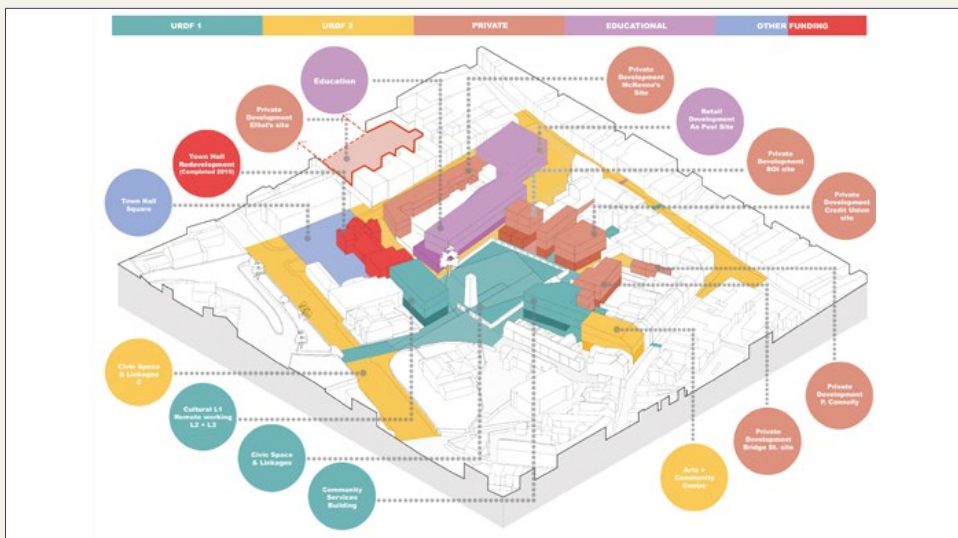 URDF 1
URDF 2
PRIVATE
EDUCATIONAL
OTHER FUNDING
Education
Private
Development
McKenna's
Site
Private
Development
Elliot's site
Retail
Development
An Post Site
Town Hall
Redevelopment
(Completed 2019)
Private
Development
BOI site
Town Hall
Square
Private
Development
Credit Union
site
Civic Space
& Linkages
2
Cultural L1
Remote working
L2 + L3
Civic Space
& Linkages
Community
Services
Building
Arts +
Community
Centre
Private
Development
Bridge St. site
Private
Development
P. Connolly